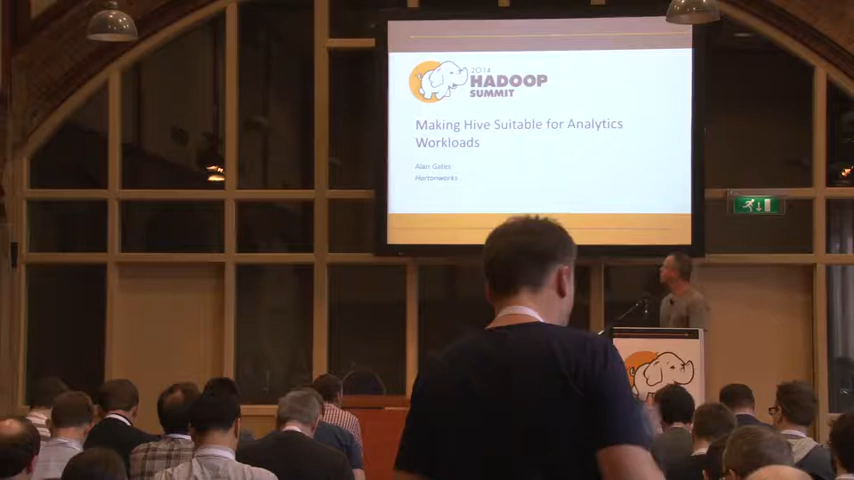 2014
HADOOP
SUMMIT
Making Hive Suitable for Analytics
Workloads
Alan Gates
Hortonworks